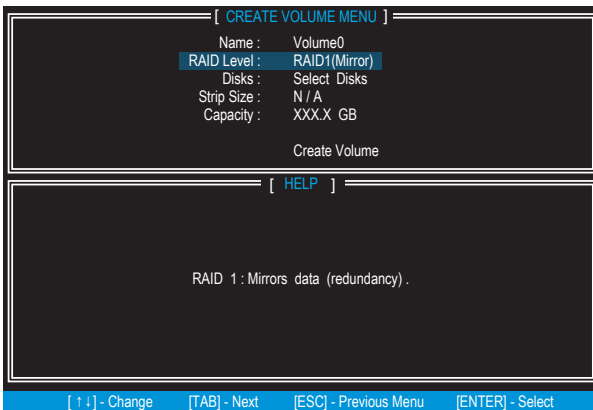 [ CREATE VOLUME MENU ]
Name : Volume0
RAID Level : RAID1(Mirror)
Disks : Select Disks
Strip Size : N / A
Capacity : XXX.X GB
Create Volume
[ HELP ]
RAID 1 : Mirrors data (redundancy) .
[ ↑↓] - Change [TAB] - Next [ESC] - Previous Menu [ENTER] - Select